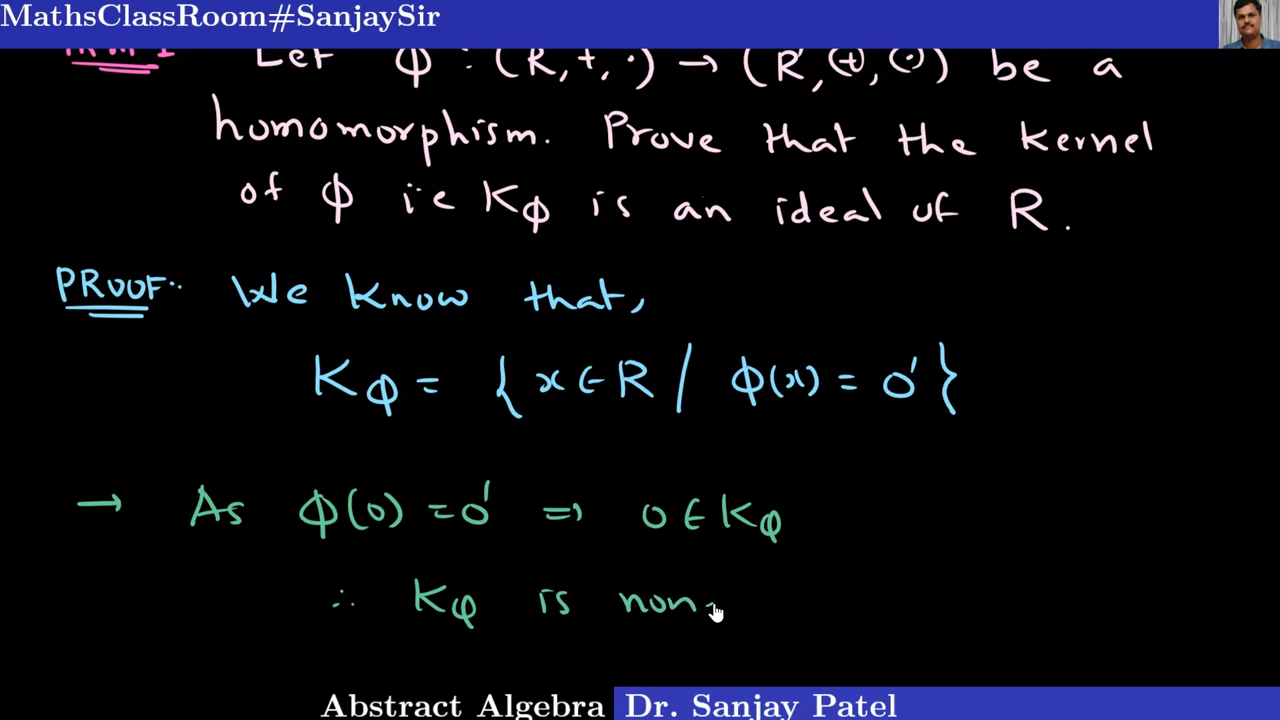 MathsClassRoom#SanjaySir
Let Φ : (R, +, ·) → (R', ⊕, ⊙) be a
homomorphism. Prove that the kernel
of Φ i.e KΦ is an ideal of R.
PROOF:- We know that,
KΦ = { x ∈ R / Φ(x) = 0' }
→ As Φ(0) = 0' ⇒ 0 ∈ KΦ
∴ KΦ is non-
Abstract Algebra Dr. Sanjay Patel